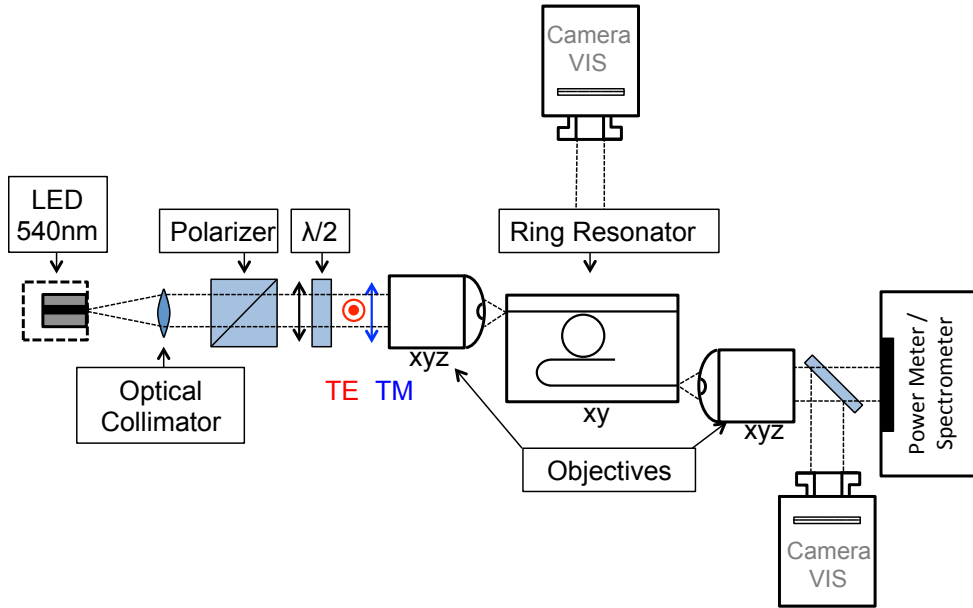 Camera
VIS
LED
540nm
Polarizer
λ/2
Ring Resonator
xyz
TE
TM
Optical
Collimator
xy
xyz
Objectives
Power Meter /
Spectrometer
Camera
VIS